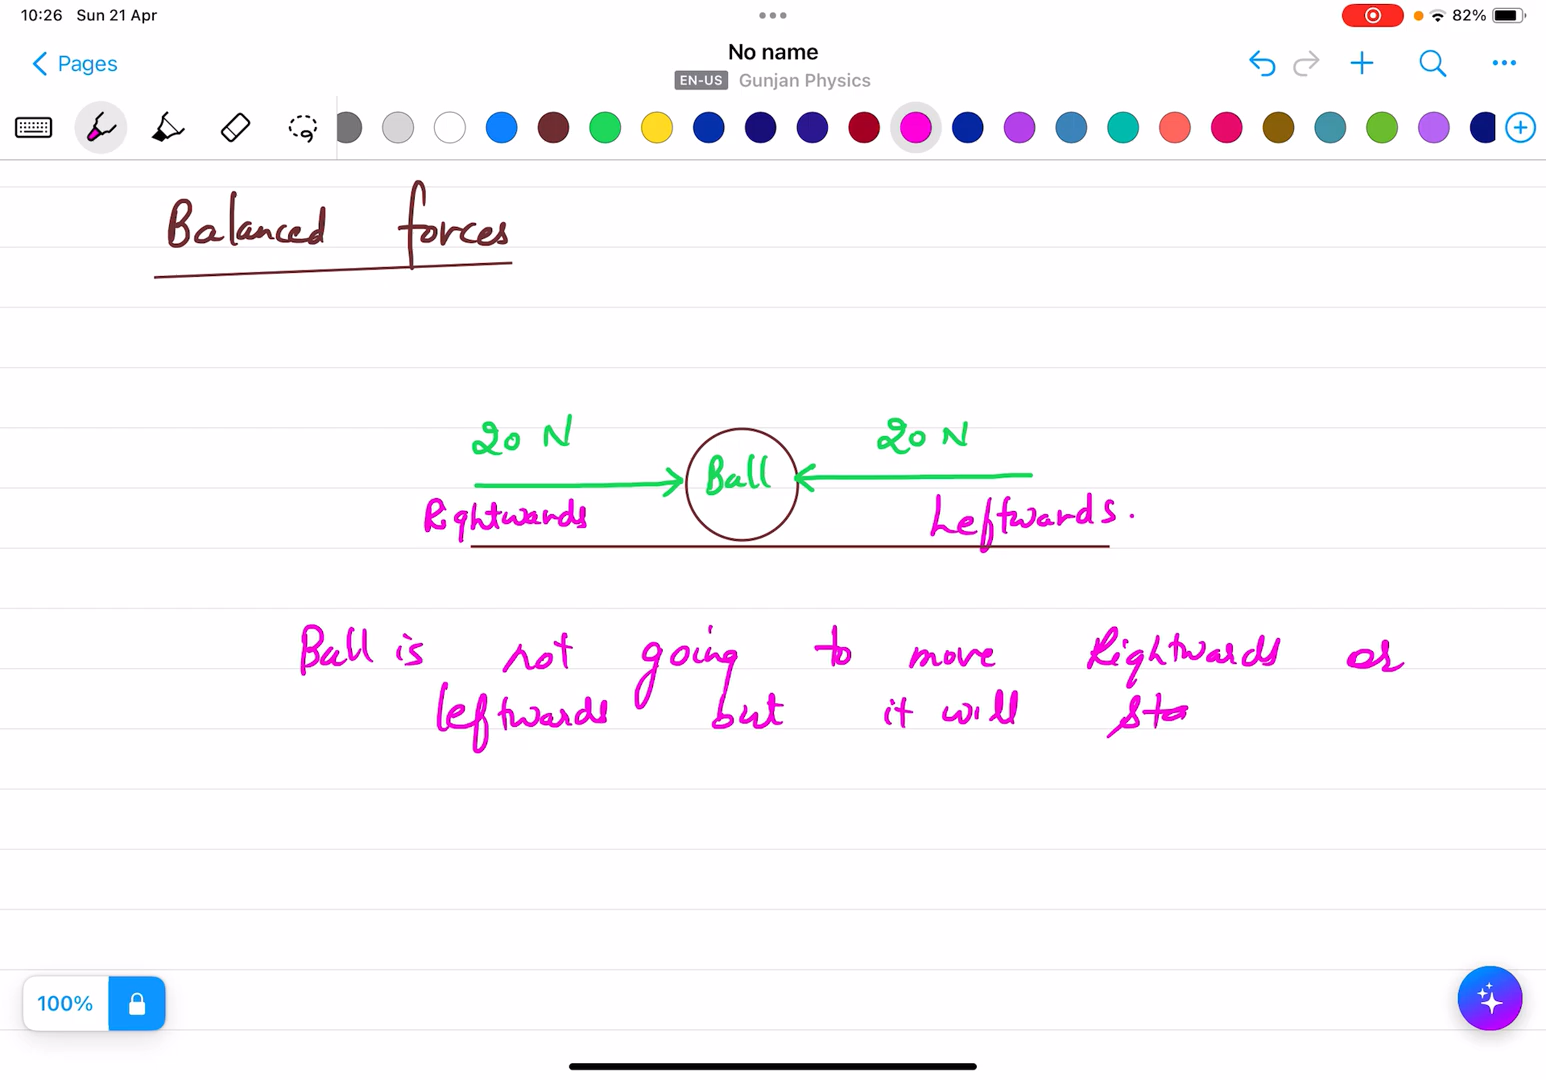 10:26 Sun 21 Apr
82%
Pages
No name
EN-US Gunjan Physics
Balanced forces
20 N
20 N
Ball
Rightwards
Leftwards.
Ball is not going to move Rightwards or
leftwards but it will sta
100%